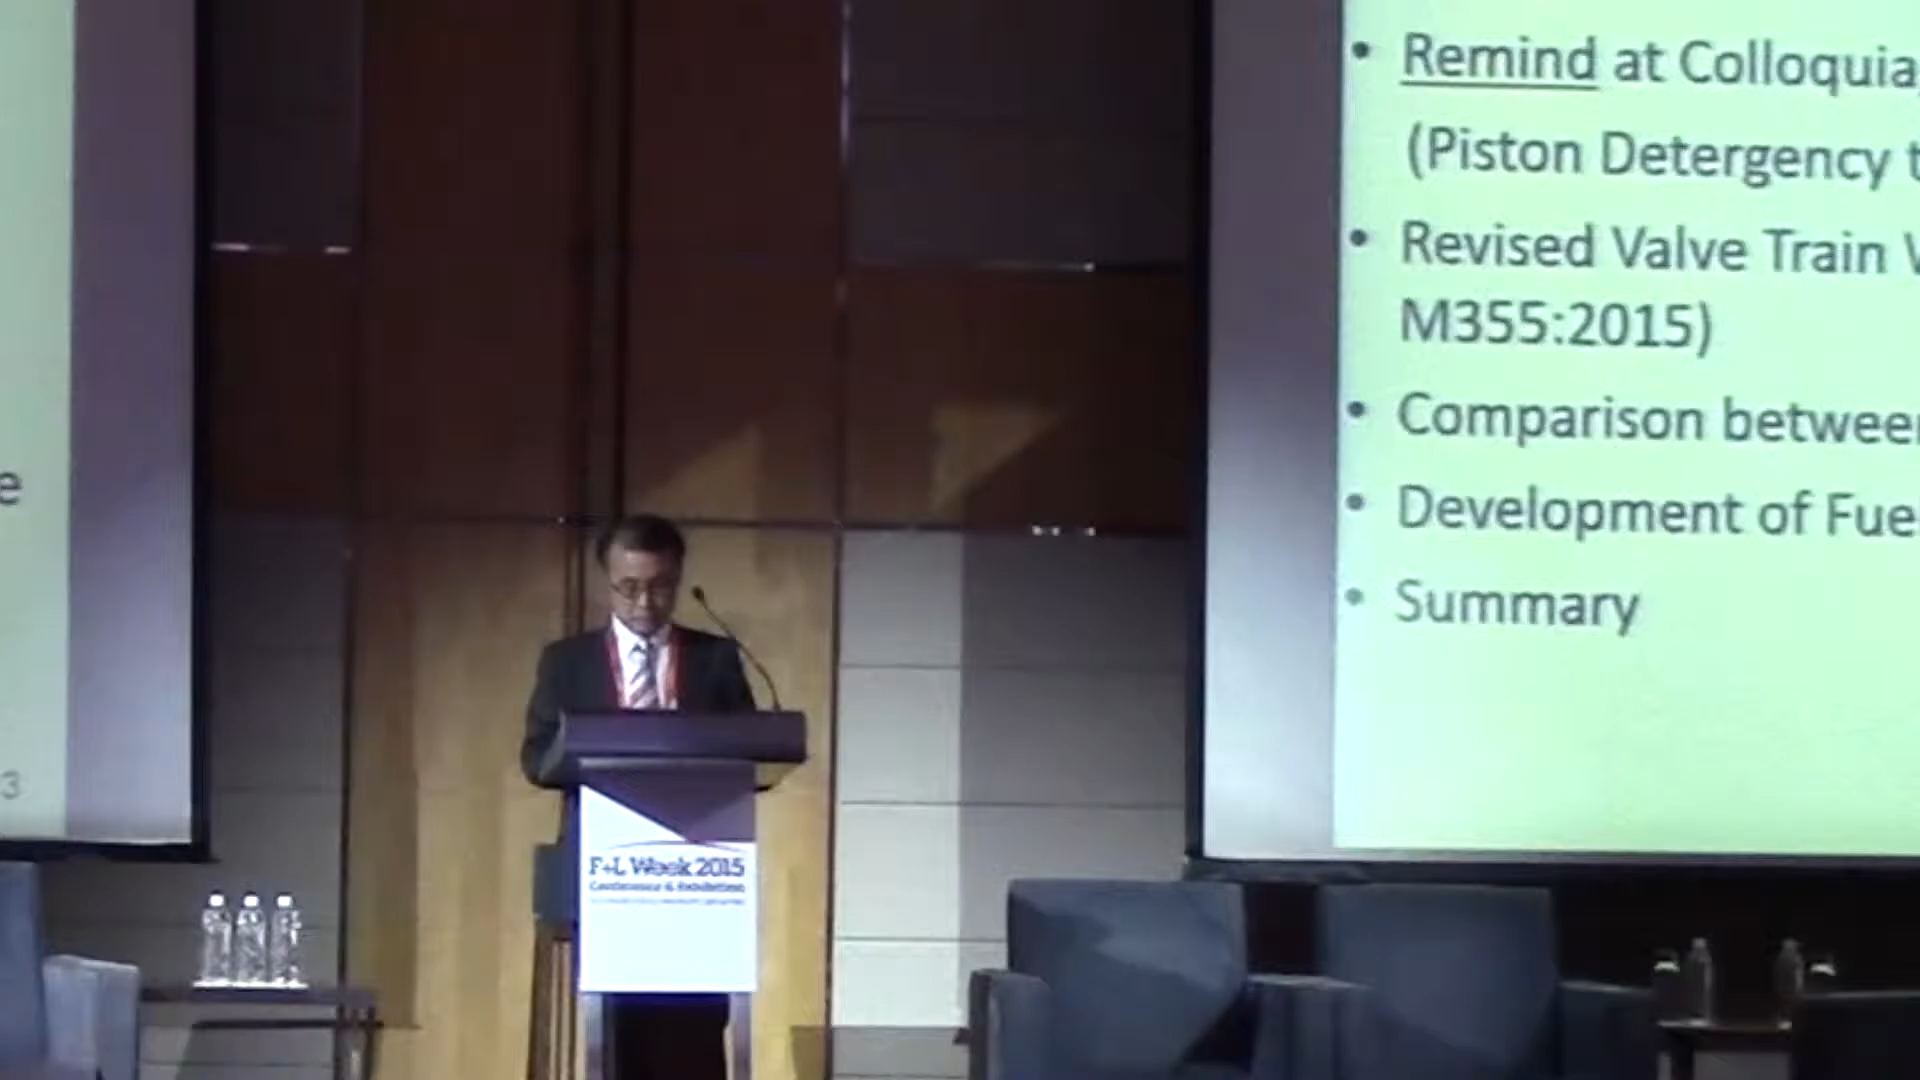 e
3
F+L Week 2015
Conference & Exhibition
• Remind at Colloquia,
(Piston Detergency t
• Revised Valve Train
M355:2015)
• Comparison between
• Development of Fue
• Summary